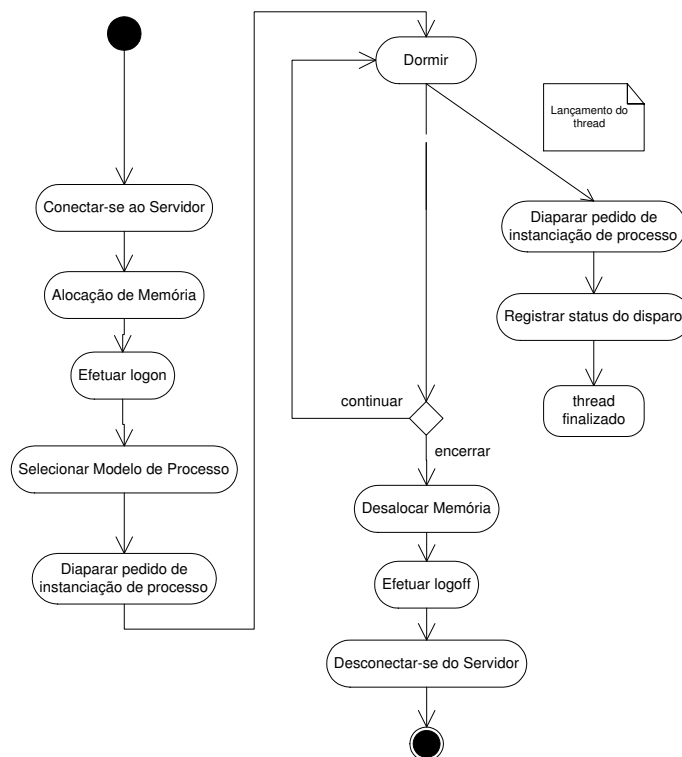 Conectar-se ao Servidor
Alocação de Memória
Efetuar logon
Selecionar Modelo de Processo
Diaparar pedido de
instanciação de processo
Dormir
Lançamento do
thread
Diaparar pedido de
instanciação de processo
Registrar status do disparo
thread
finalizado
continuar
encerrar
Desalocar Memória
Efetuar logoff
Desconectar-se do Servidor